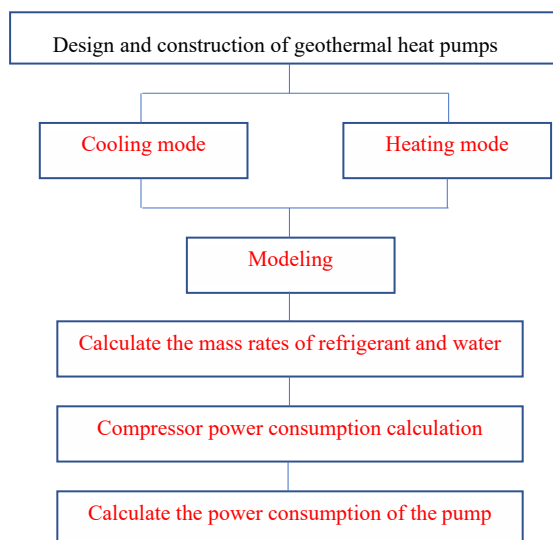 Design and construction of geothermal heat pumps
Cooling mode
Heating mode
Modeling
Calculate the mass rates of refrigerant and water
Compressor power consumption calculation
Calculate the power consumption of the pump